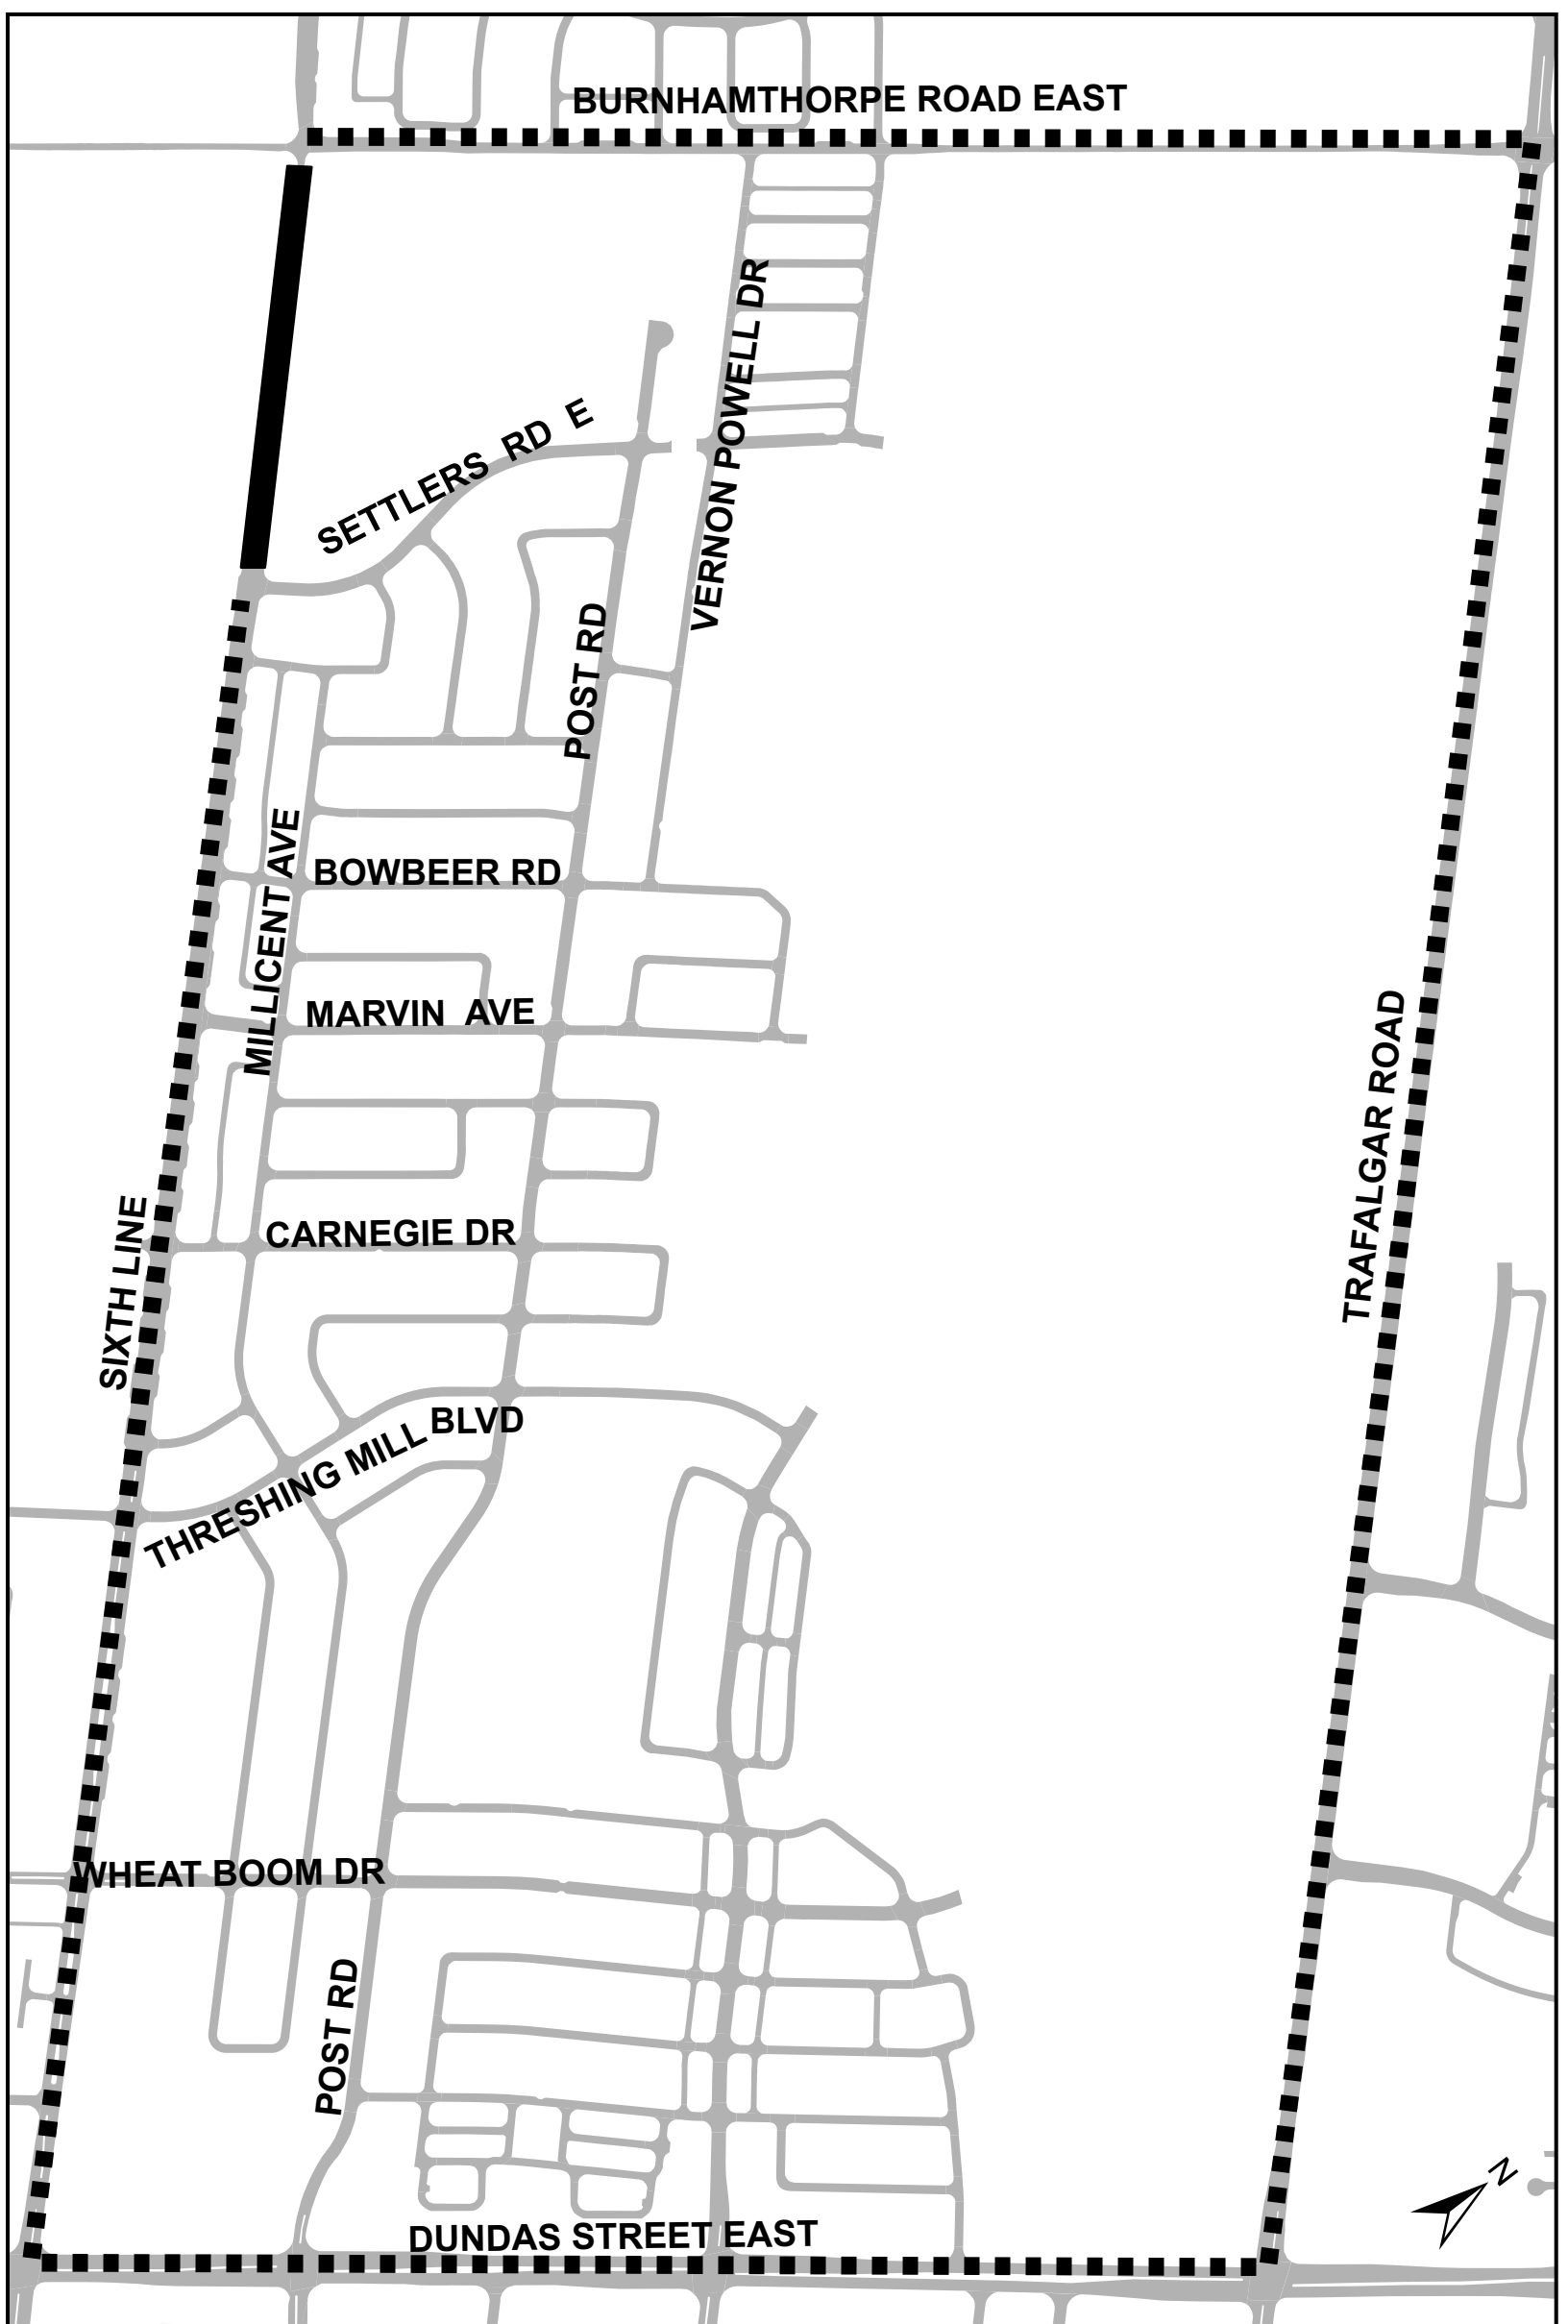 BURNHAMTHORPE ROAD EAST
VERNON POWELL DR
SETTLERS RD E
POST RD
MILLICENT AVE
BOWBEER RD
MARVIN AVE
TRAFALGAR ROAD
SIXTH LINE
CARNEGIE DR
THRESHING MILL BLVD
WHEAT BOOM DR
POST RD
N
DUNDAS STREET EAST